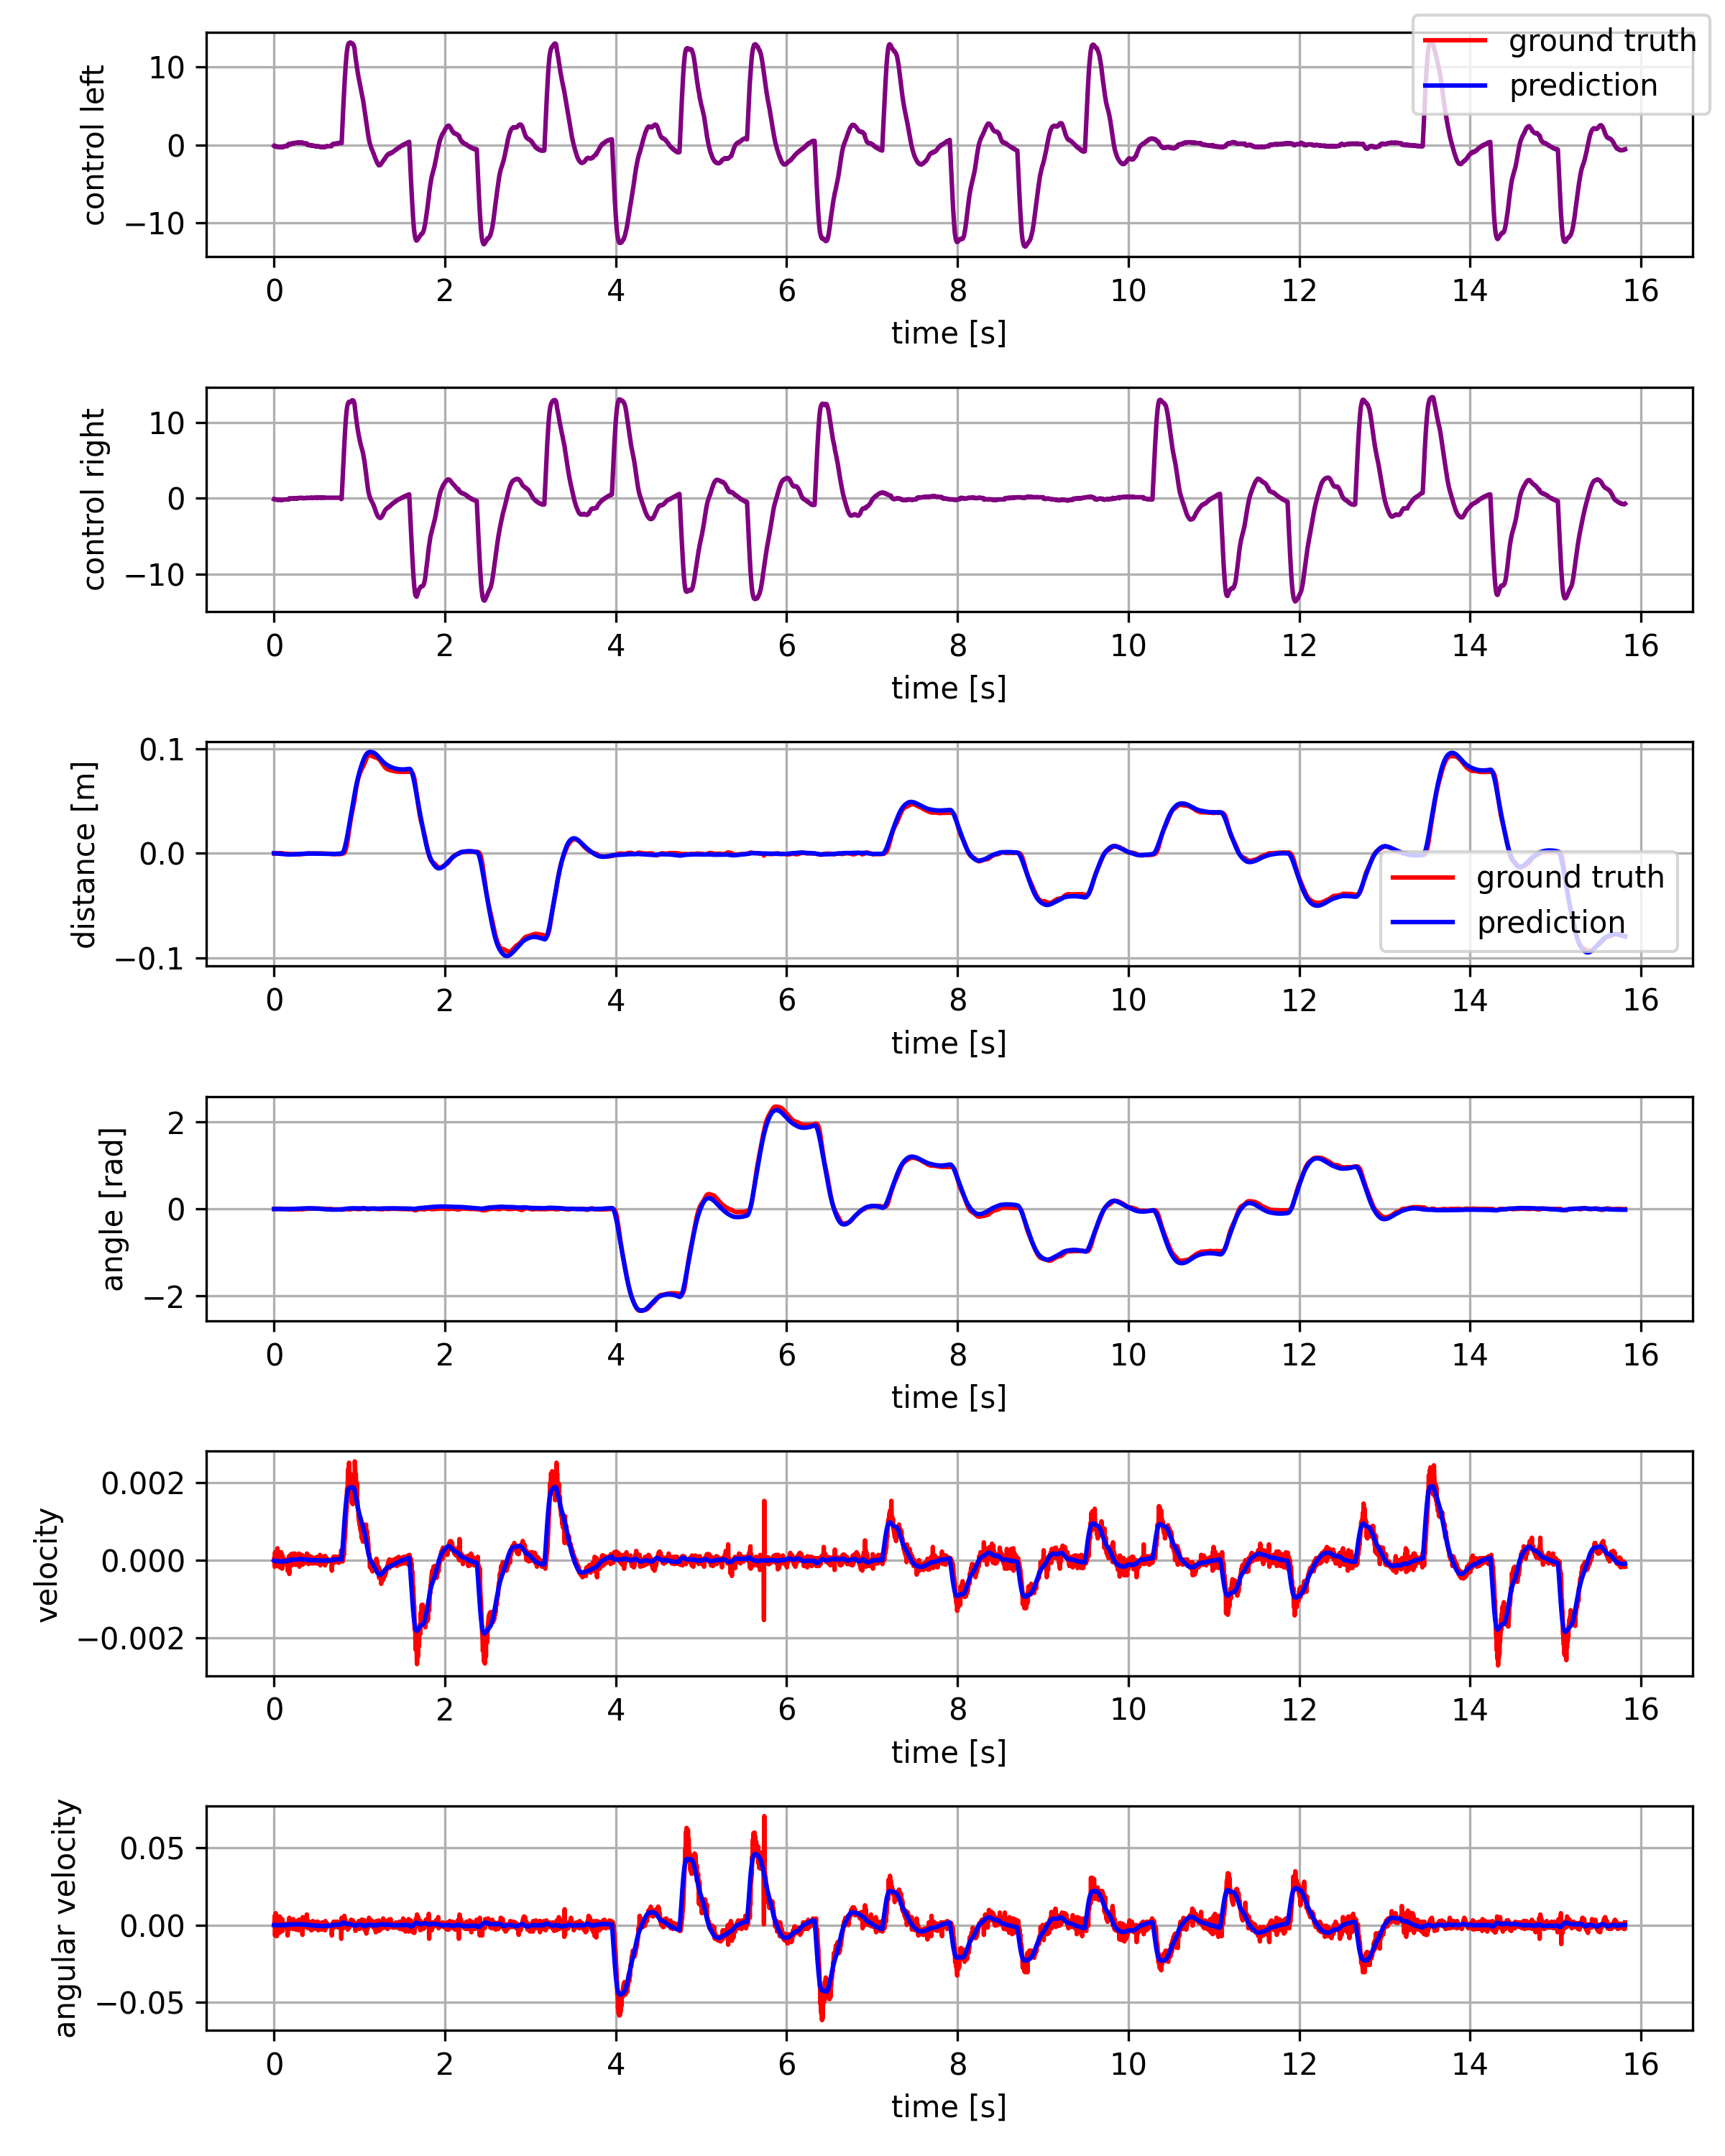 ground truth
prediction
control left
10
0
−10
0 2 4 6 8 10 12 14 16
time [s]
control right
10
0
−10
0 2 4 6 8 10 12 14 16
time [s]
distance [m]
0.1
0.0
−0.1
ground truth
prediction
0 2 4 6 8 10 12 14 16
time [s]
angle [rad]
2
0
−2
0 2 4 6 8 10 12 14 16
time [s]
velocity
0.002
0.000
−0.002
0 2 4 6 8 10 12 14 16
time [s]
angular velocity
0.05
0.00
−0.05
0 2 4 6 8 10 12 14 16
time [s]